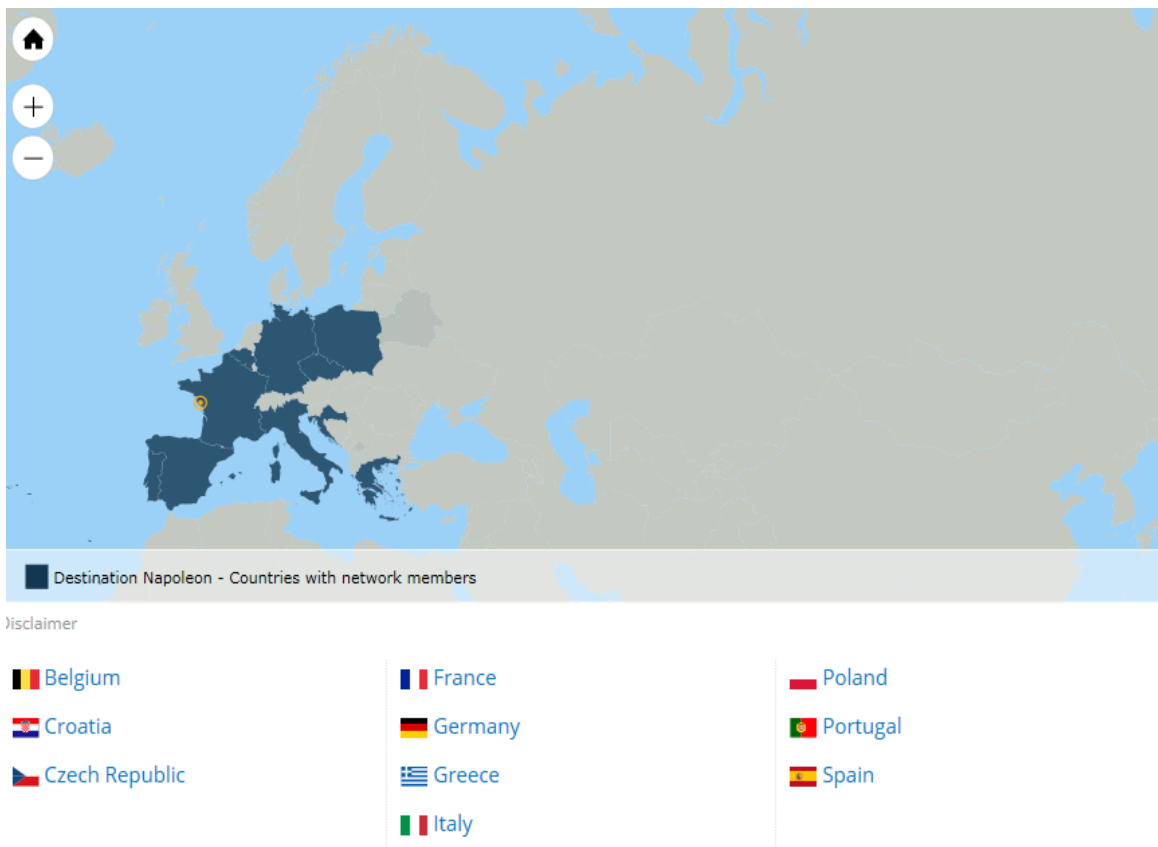 Destination Napoleon - Countries with network members
Disclaimer
Belgium
Croatia
Czech Republic
France
Germany
Greece
Italy
Poland
Portugal
Spain